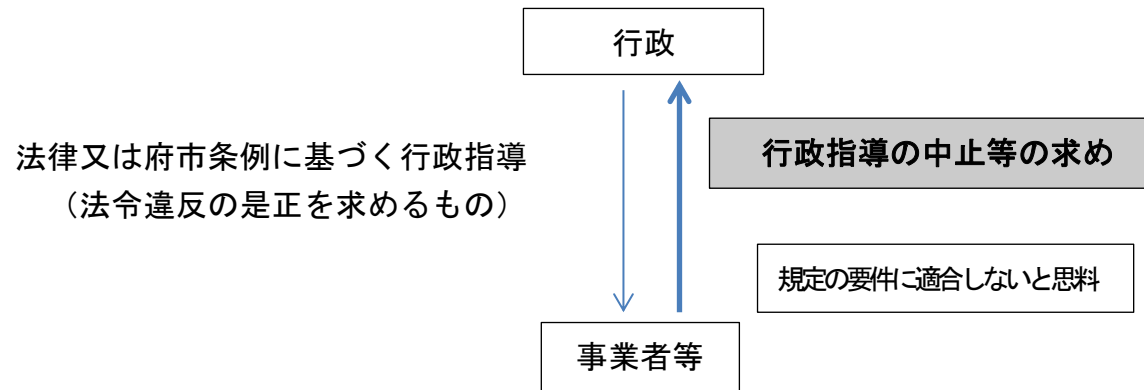 行政
法律又は府市条例に基づく行政指導
（法令違反の是正を求めるもの）
行政指導の中止等の求め
規定の要件に適合しないと思料
事業者等